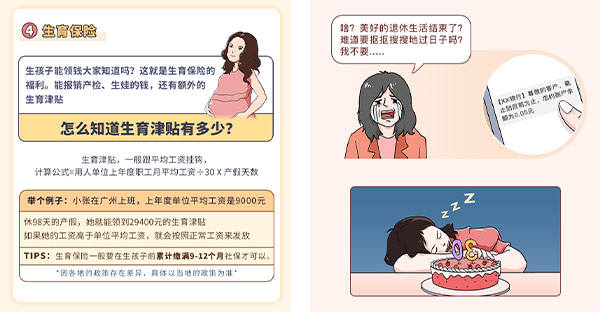 4 生育保险
生孩子能领钱大家知道吗？这就是生育保险的
福利。能报销产检、生娃的钱，还有额外的
生育津贴
怎么知道生育津贴有多少？
生育津贴，一般跟平均工资挂钩，
计算公式=用人单位上年度职工月平均工资÷30 X 产假天数
举个例子：小张在广州上班，上年度单位平均工资是9000元
休98天的产假，她就能领到29400元的生育津贴
如果她的工资高于单位平均工资，就会按照正常工资来发放
TIPS：生育保险一般要在生孩子前累计缴满9-12个月社保才可以。
*因各地的政策存在差异，具体以当地的政策为准*
啥？美好的退休生活结束了？
难道要抠抠搜搜地过日子吗？
我不要.....
【XX银行】尊敬的客户，截
止到目前为止，您的账户余
额为0.05元
z z z
30